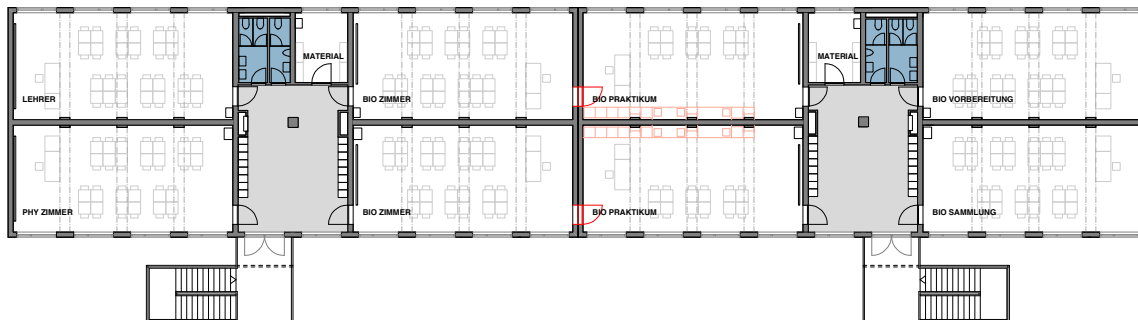 MATERIAL
MATERIAL
LEHRER
BIO ZIMMER
BIO PRAKTIKUM
BIO VORBEREITUNG
PHY ZIMMER
BIO ZIMMER
BIO PRAKTIKUM
BIO SAMMLUNG